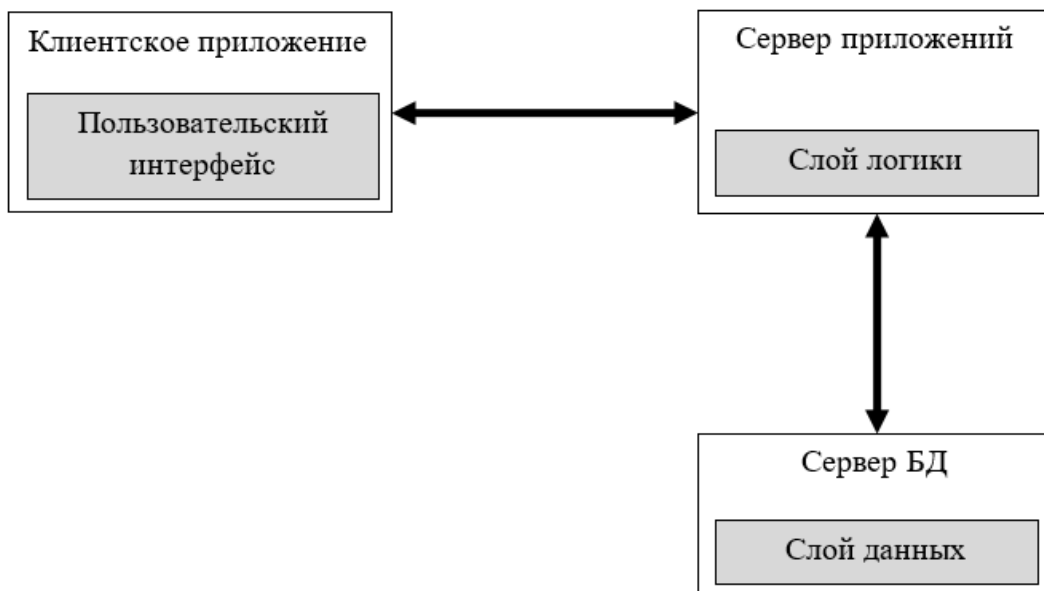 Клиентское приложение
Пользовательский
интерфейс
Сервер приложений
Слой логики
Сервер БД
Слой данных